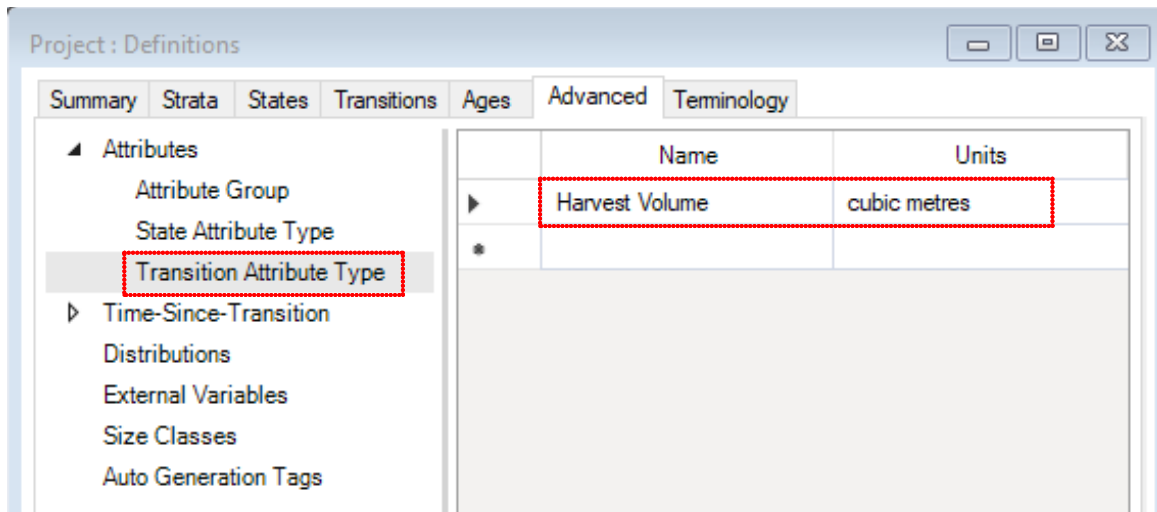 Project : Definitions
Summary Strata States Transitions Ages Advanced Terminology
Attributes
Attribute Group
State Attribute Type
Transition Attribute Type
Time-Since-Transition
Distributions
External Variables
Size Classes
Auto Generation Tags
Name Units
Harvest Volume cubic metres